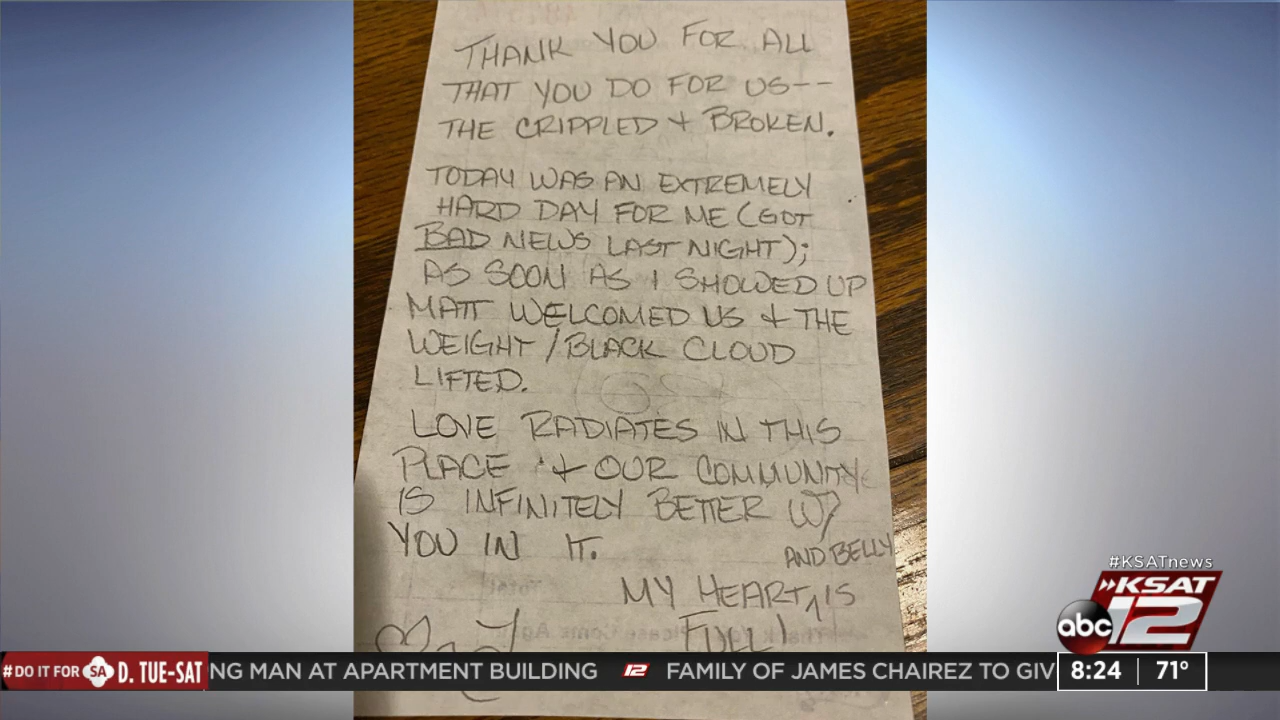 THANK YOU FOR ALL
THAT YOU DO FOR US--
THE CRIPPLED + BROKEN.
TODAY WAS AN EXTREMELY
HARD DAY FOR ME (GOT
BAD NEWS LAST NIGHT);
AS SOON AS I SHOWED UP
MATT WELCOMED US + THE
WEIGHT/BLACK CLOUD
LIFTED.
LOVE RADIATES IN THIS
PLACE + OUR COMMUNITY
IS INFINITELY BETTER W/
YOU IN IT.
AND BELLY
MY HEART ^ IS
FULL!
#KSATnews
KSAT
abc 12
#DO IT FOR SA D. TUE-SAT
NG MAN AT APARTMENT BUILDING 12 FAMILY OF JAMES CHAIREZ TO GIV
8:24 71°